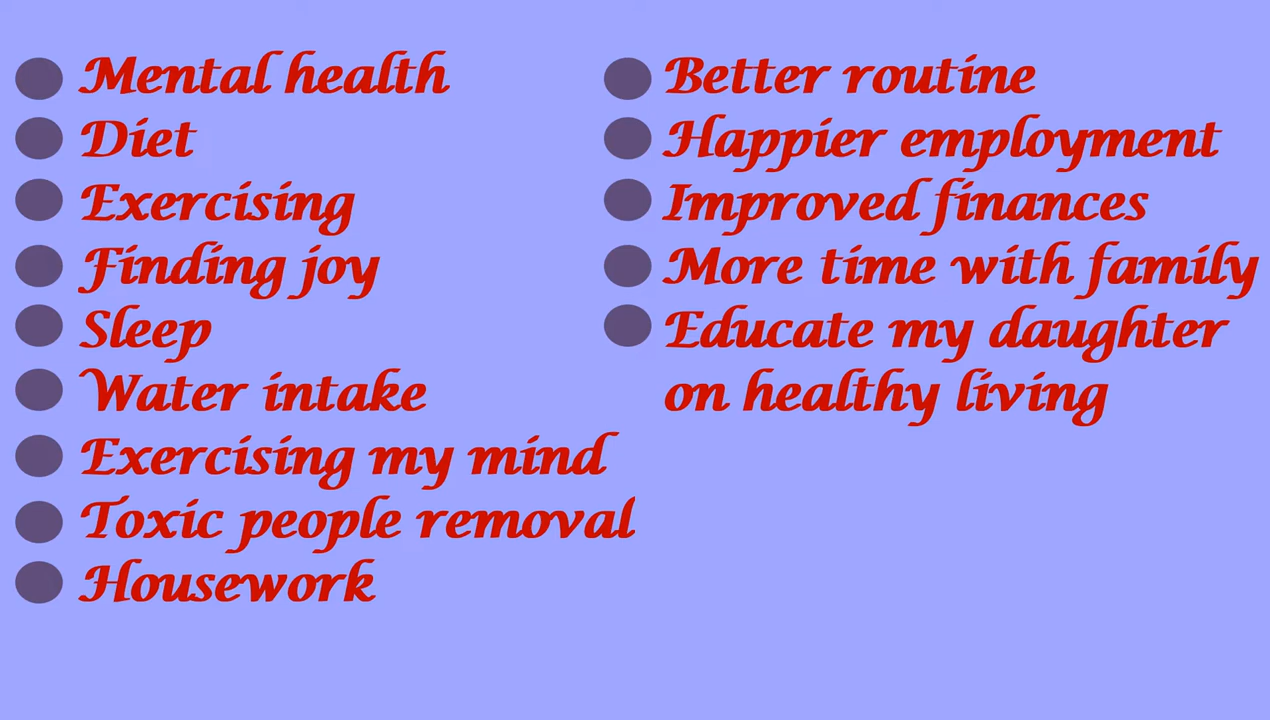 Mental health
Diet
Exercising
Finding joy
Sleep
Water intake
Exercising my mind
Toxic people removal
Housework
Better routine
Happier employment
Improved finances
More time with family
Educate my daughter
on healthy living